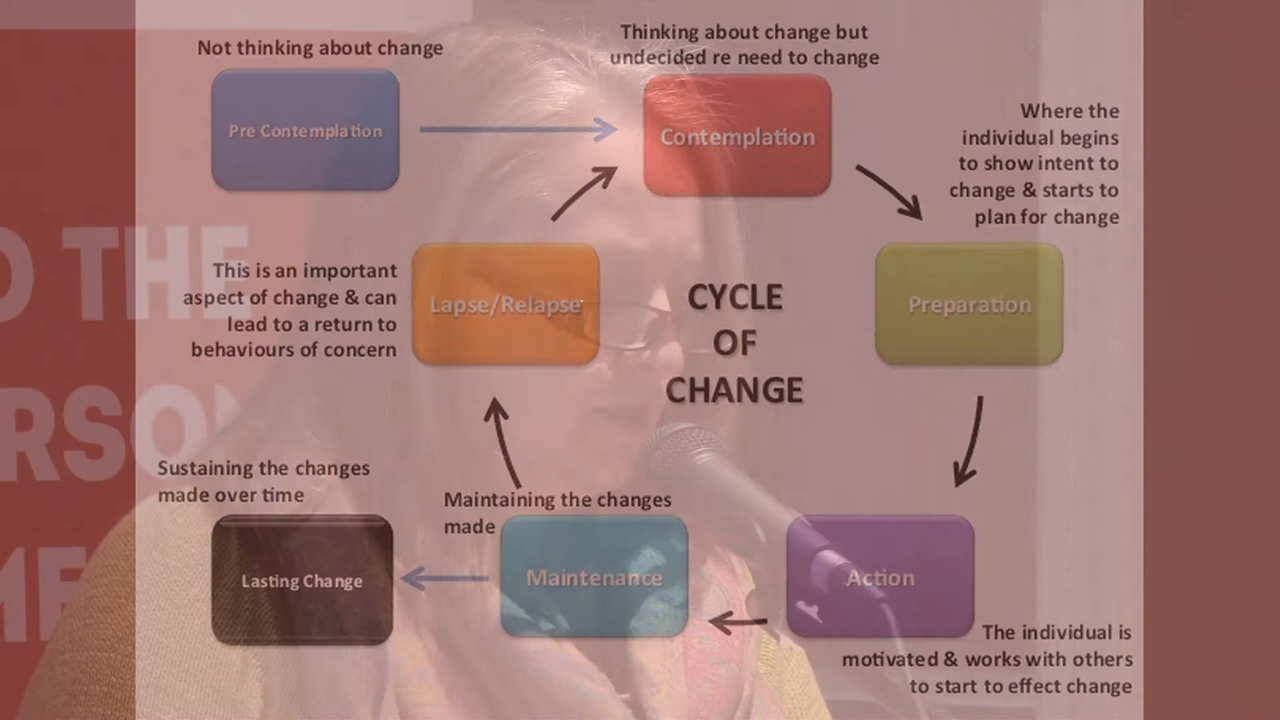 Not thinking about change
Thinking about change but
undecided re need to change
Pre Contemplation
Contemplation
Where the
individual begins
to show intent to
change & starts to
plan for change
This is an important
aspect of change & can
lead to a return to
behaviours of concern
Lapse/Relapse
CYCLE
OF
CHANGE
Preparation
Sustaining the changes
made over time
Maintaining the changes
made
Lasting Change
Maintenance
Action
The individual is
motivated & works with others
to start to effect change
THE